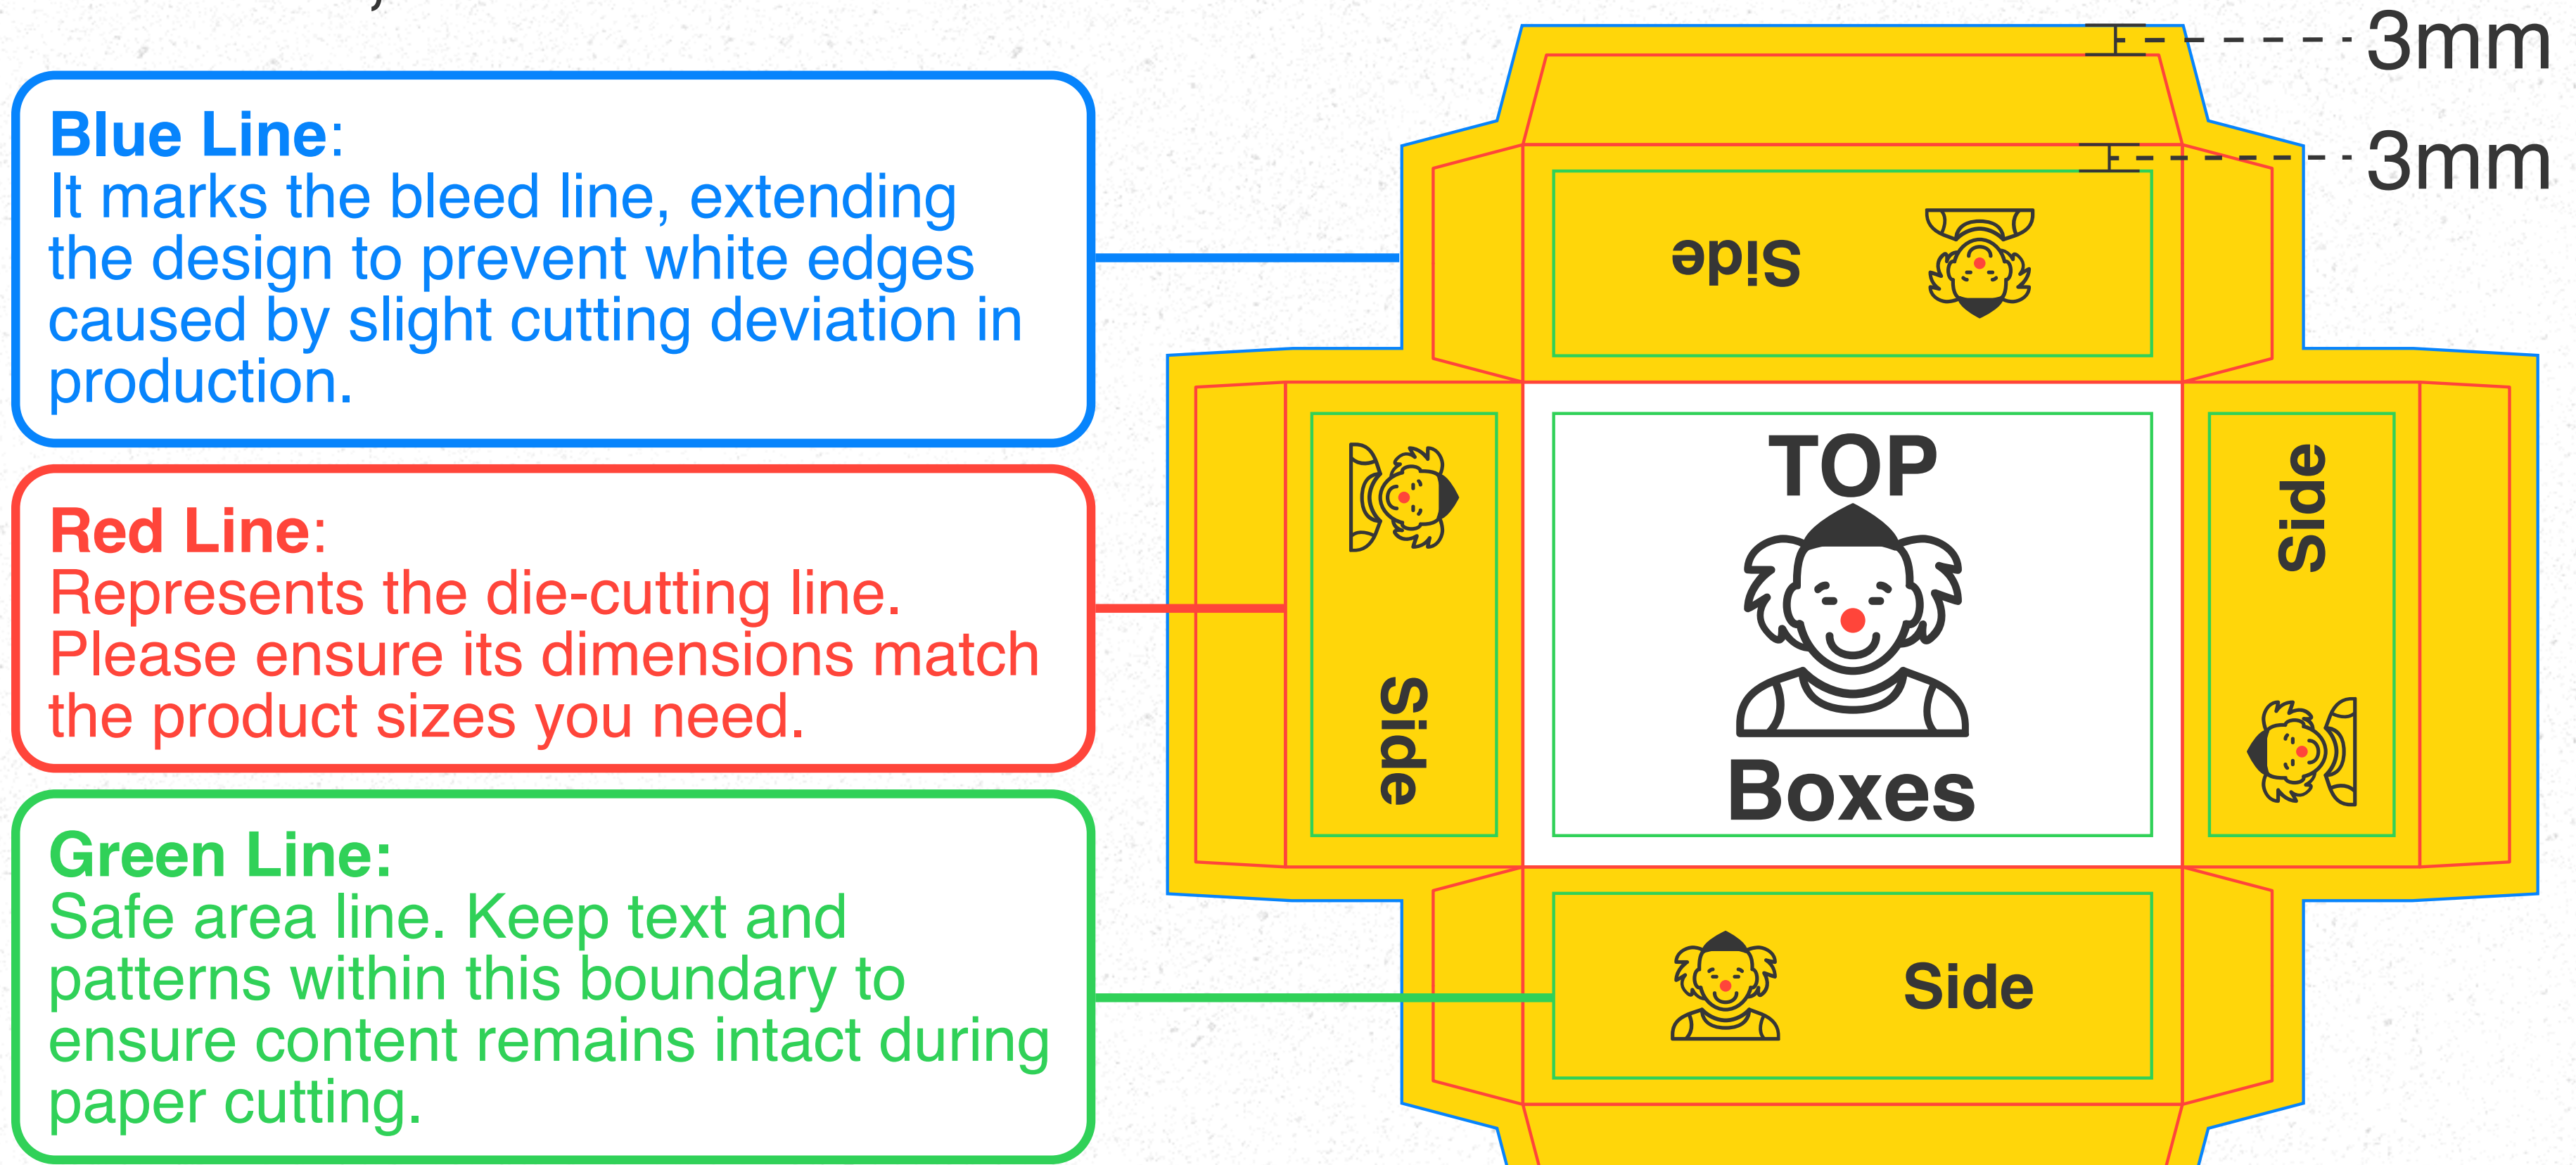 3mm
Blue Line:
It marks the bleed line, extending
the design to prevent white edges
caused by slight cutting deviation in
production.
3mm
Side
Red Line:
Represents the die-cutting line.
Please ensure its dimensions match
the product sizes you need.
TOP
Side
Side
Boxes
Green Line:
Safe area line. Keep text and
patterns within this boundary to
ensure content remains intact during
paper cutting.
Side